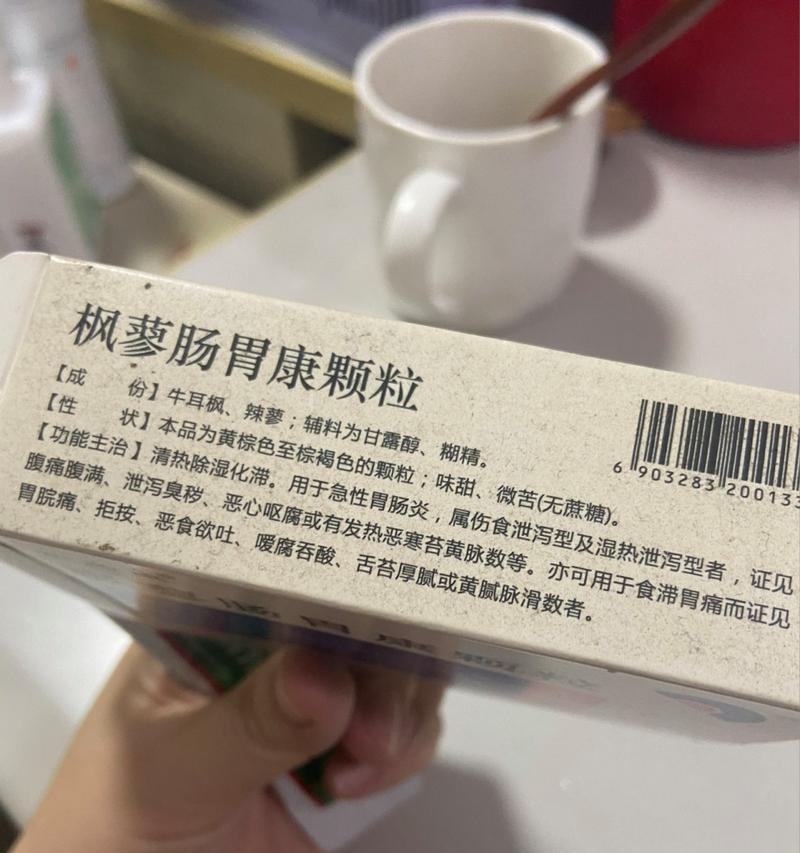 枫蓼肠胃康颗粒
【成 份】牛耳枫、辣蓼；辅料为甘露醇、糊精。
【性 状】本品为黄棕色至棕褐色的颗粒；味甜、微苦(无蔗糖)。
【功能主治】清热除湿化滞。用于急性胃肠炎，属伤食泄泻型及湿热泄泻型者，证见
腹痛腹满、泄泻臭秽、恶心呕腐或有发热恶寒苔黄脉数等。亦可用于食滞胃痛而证见
胃脘痛、拒按、恶食欲吐、嗳腐吞酸、舌苔厚腻或黄腻脉滑数者。
6 903283 200133